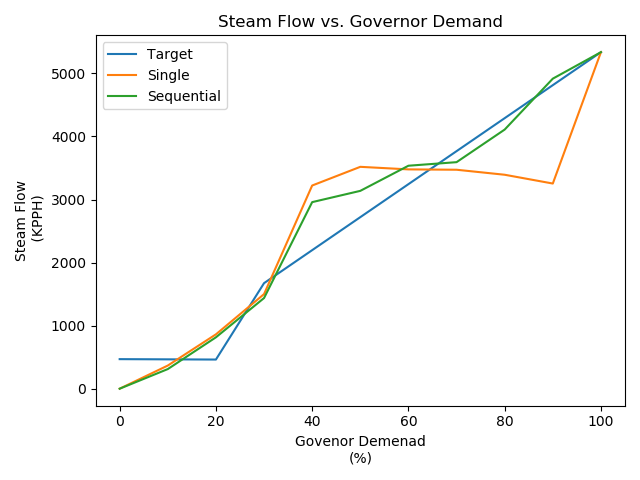 Steam Flow vs. Governor Demand
Target
Single
Sequential
5000
4000
3000
2000
1000
0
Steam Flow
(KPPH)
0 20 40 60 80 100
Govenor Demenad
(%)